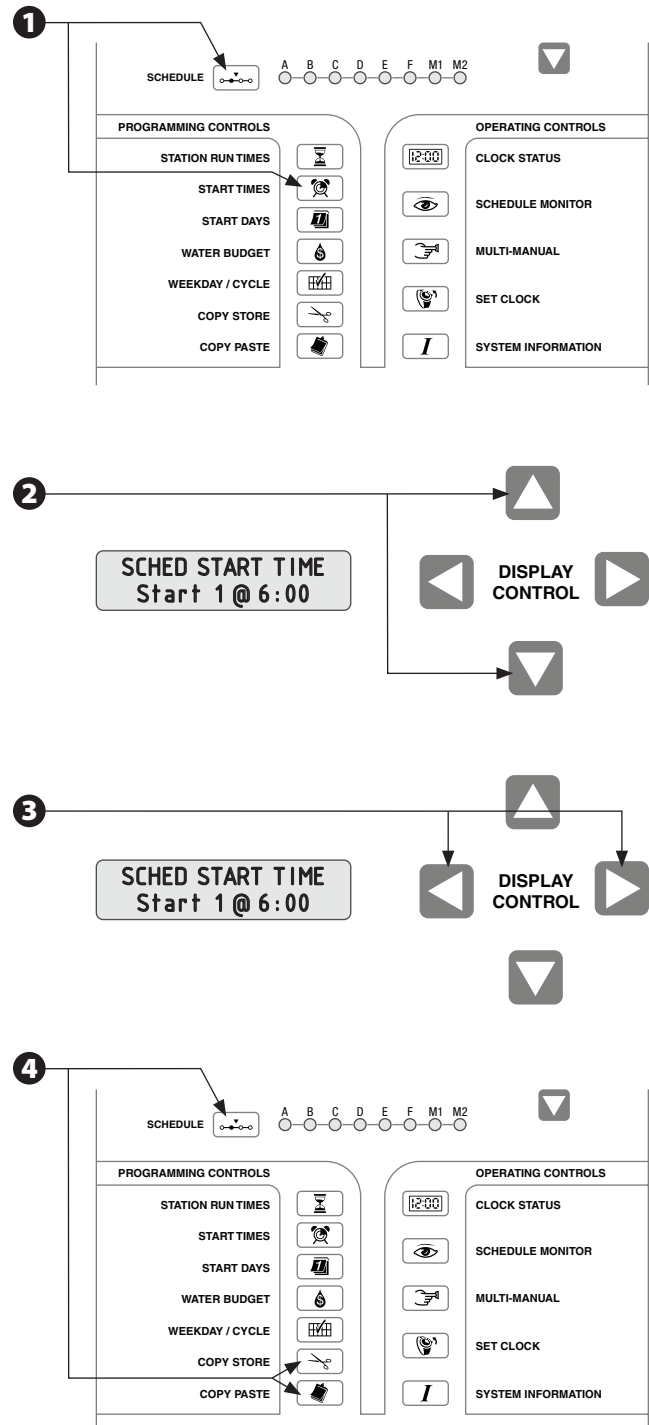 1
SCHEDULE
A B C D E F M1 M2
PROGRAMMING CONTROLS
OPERATING CONTROLS
STATION RUN TIMES
12:00
CLOCK STATUS
START TIMES
START DAYS
1
SCHEDULE MONITOR
WATER BUDGET
$
MULTI-MANUAL
WEEKDAY / CYCLE
SET CLOCK
COPY STORE
COPY PASTE
I
SYSTEM INFORMATION
2
SCHED START TIME
Start 1 @ 6:00
DISPLAY
CONTROL
3
SCHED START TIME
Start 1 @ 6:00
DISPLAY
CONTROL
4
SCHEDULE
A B C D E F M1 M2
PROGRAMMING CONTROLS
OPERATING CONTROLS
STATION RUN TIMES
12:00
CLOCK STATUS
START TIMES
START DAYS
1
SCHEDULE MONITOR
WATER BUDGET
$
MULTI-MANUAL
WEEKDAY / CYCLE
SET CLOCK
COPY STORE
COPY PASTE
I
SYSTEM INFORMATION